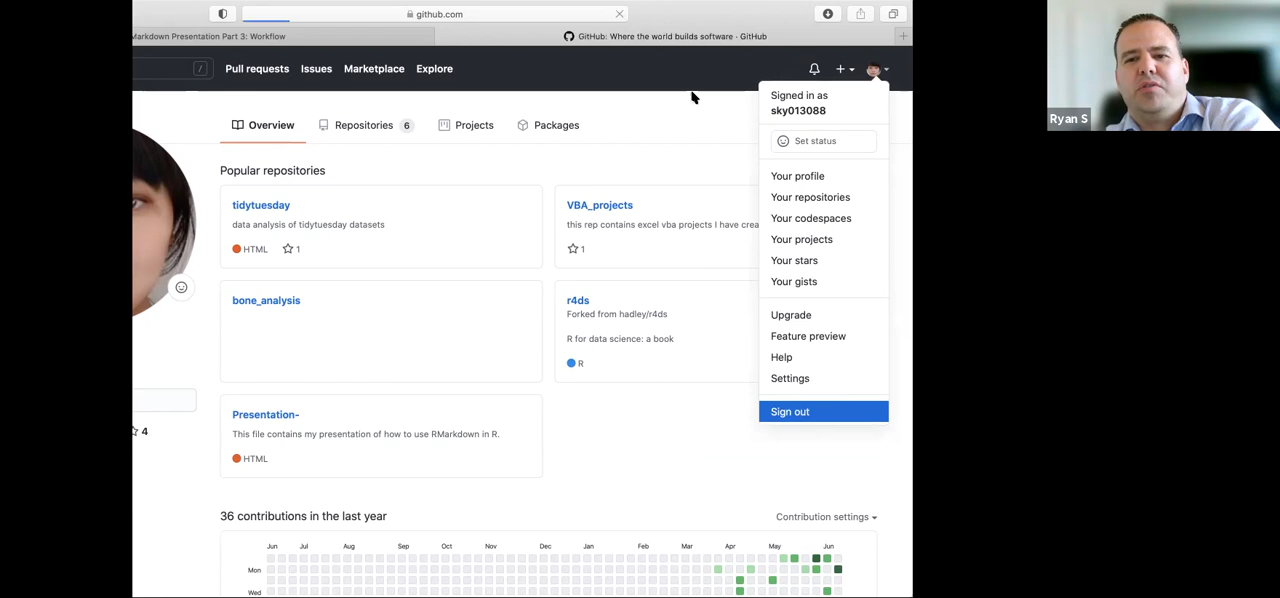 github.com
Markdown Presentation Part 3: Workflow
GitHub: Where the world builds software · GitHub
/
Pull requests
Issues
Marketplace
Explore
Signed in as
sky013088
Ryan S
Overview
Repositories 6
Projects
Packages
Set status
Popular repositories
Your profile
Your repositories
Your codespaces
Your projects
Your stars
Your gists
Upgrade
Feature preview
Help
Settings
Sign out
tidytuesday
data analysis of tidytuesday datasets
HTML 1
VBA_projects
this rep contains excel vba projects I have crea
1
bone_analysis
r4ds
Forked from hadley/r4ds
R for data science: a book
R
Presentation-
This file contains my presentation of how to use RMarkdown in R.
HTML
4
36 contributions in the last year
Contribution settings
Jun Jul Aug Sep Oct Nov Dec Jan Feb Mar Apr May Jun
Mon
Wed